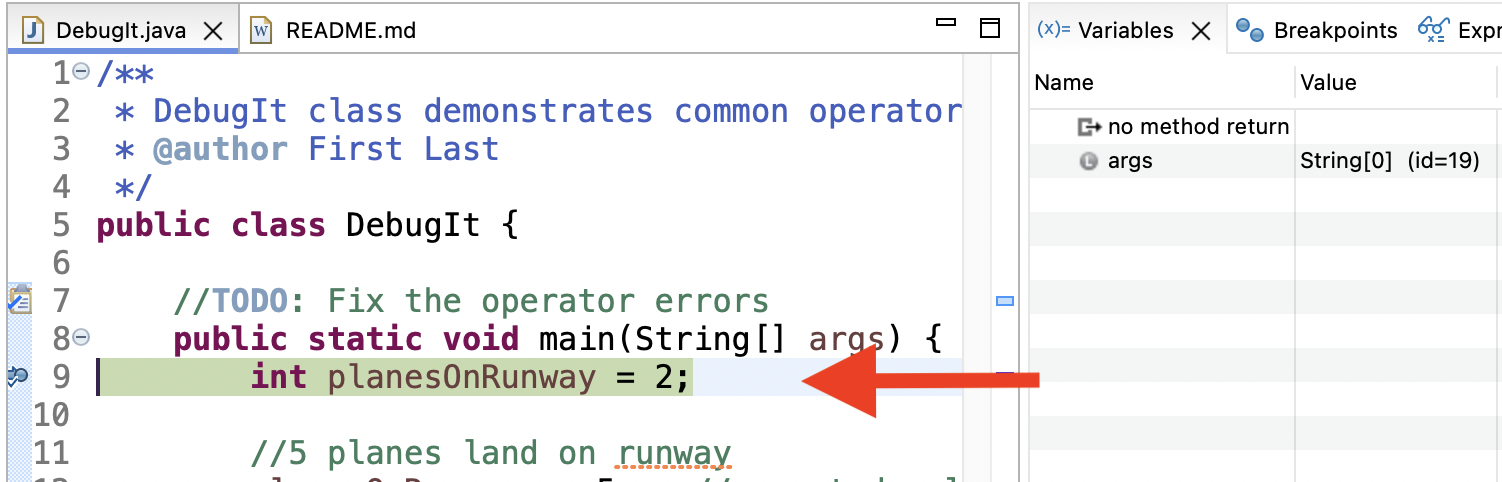 DebugIt.java README.md
(x)= Variables Breakpoints Expr
Name Value
no method return
args String[0] (id=19)
1 /**
2  * DebugIt class demonstrates common operator
3  * @author First Last
4  */
5 public class DebugIt {
6
7 //TODO: Fix the operator errors
8 public static void main(String[] args) {
9 int planesOnRunway = 2;
10
11 //5 planes land on runway